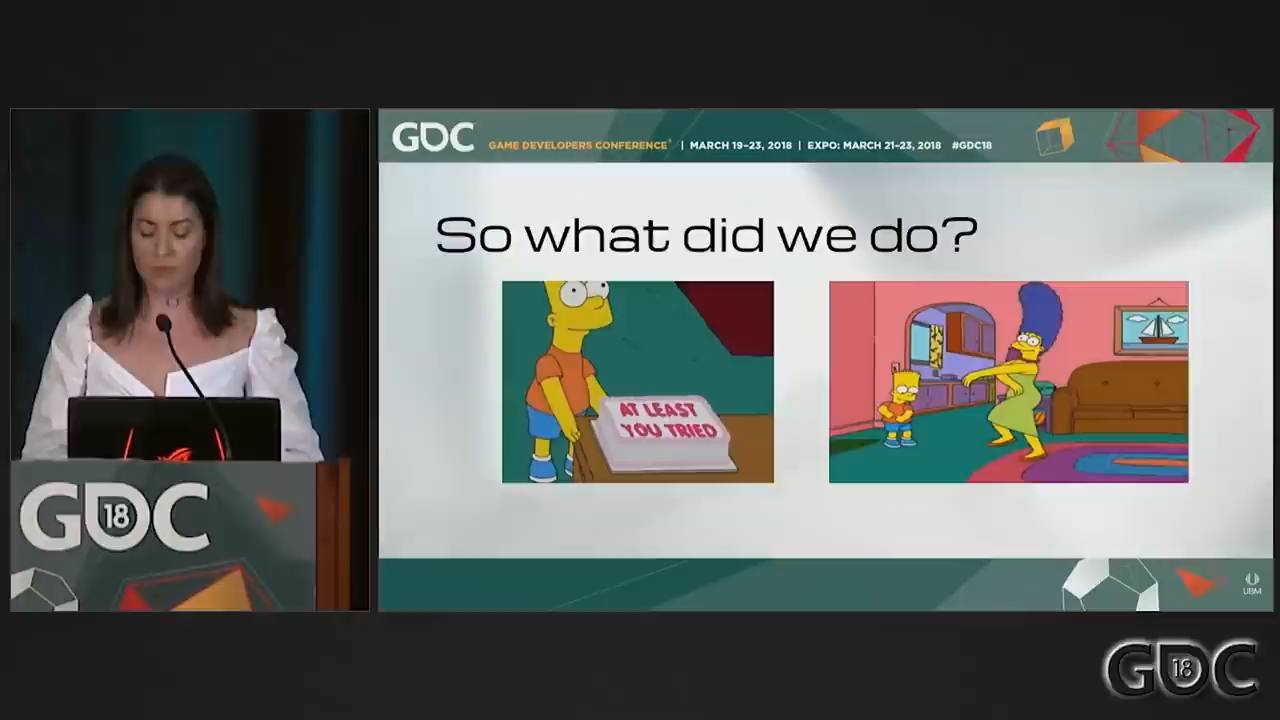 GDC
GAME DEVELOPERS CONFERENCE® | MARCH 19–23, 2018 | EXPO: MARCH 21–23, 2018 #GDC18
So what did we do?
AT LEAST
YOU TRIED
GDC
18
UBM
GDC
18